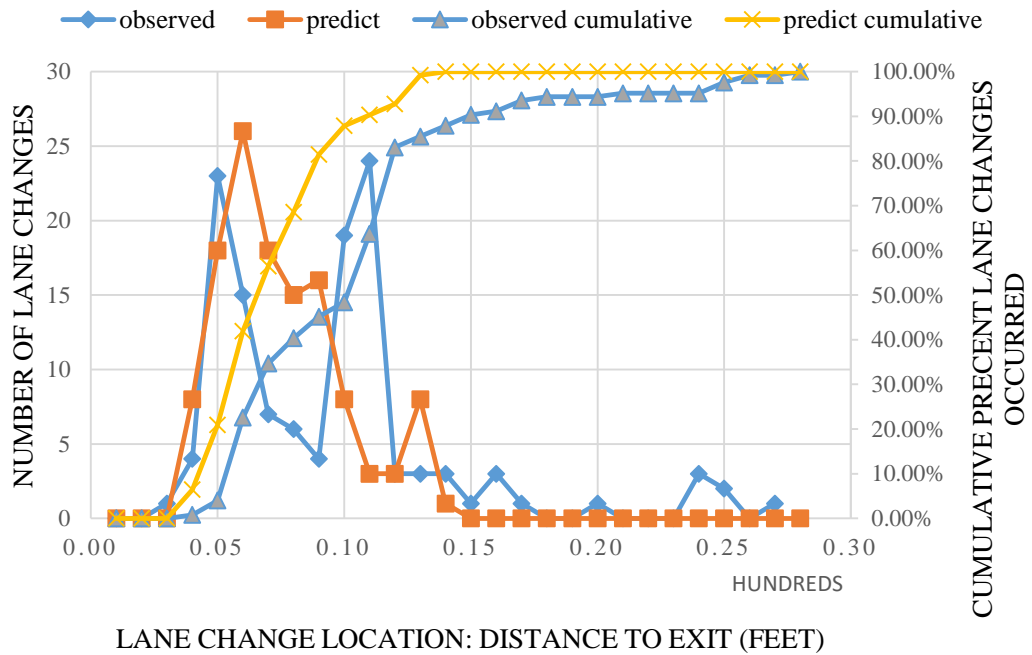 observed predict observed cumulative predict cumulative
NUMBER OF LANE CHANGES
30
25
20
15
10
5
0
100.00%
90.00%
80.00%
70.00%
60.00%
50.00%
40.00%
30.00%
20.00%
10.00%
0.00%
CUMULATIVE PRECENT LANE CHANGES
OCCURRED
0.00 0.05 0.10 0.15 0.20 0.25 0.30
HUNDREDS
LANE CHANGE LOCATION: DISTANCE TO EXIT (FEET)